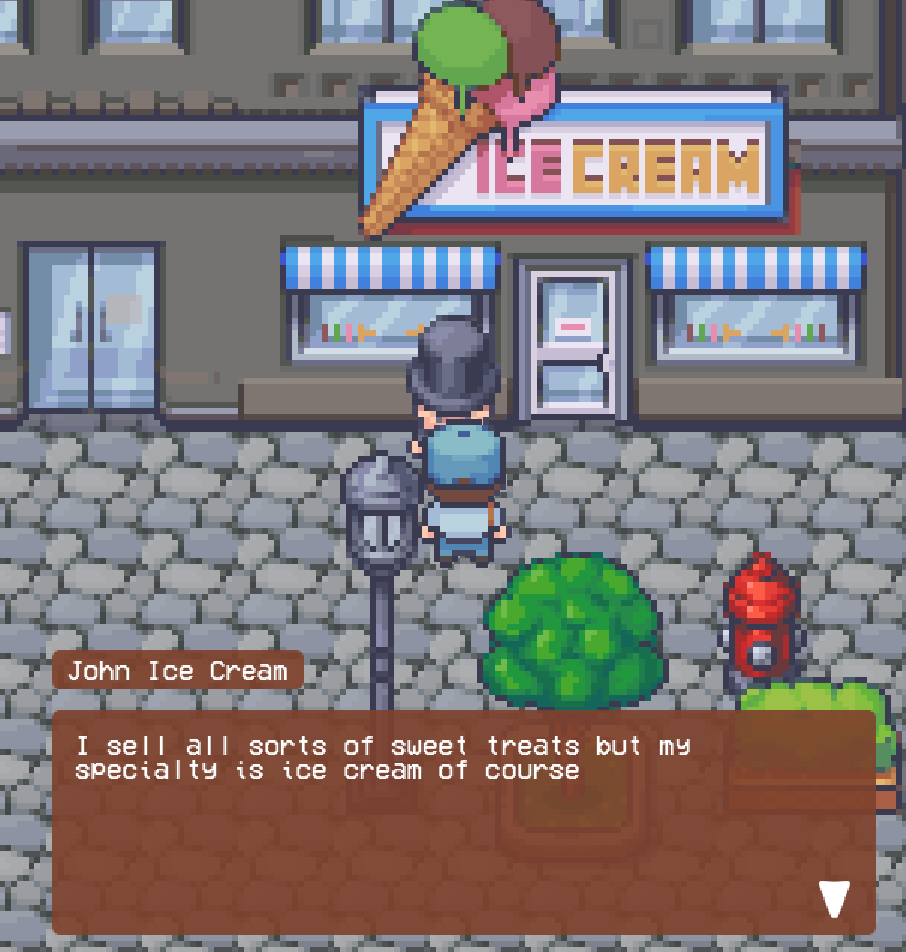 ICE CREAM
John Ice Cream
I sell all sorts of sweet treats but my
specialty is ice cream of course